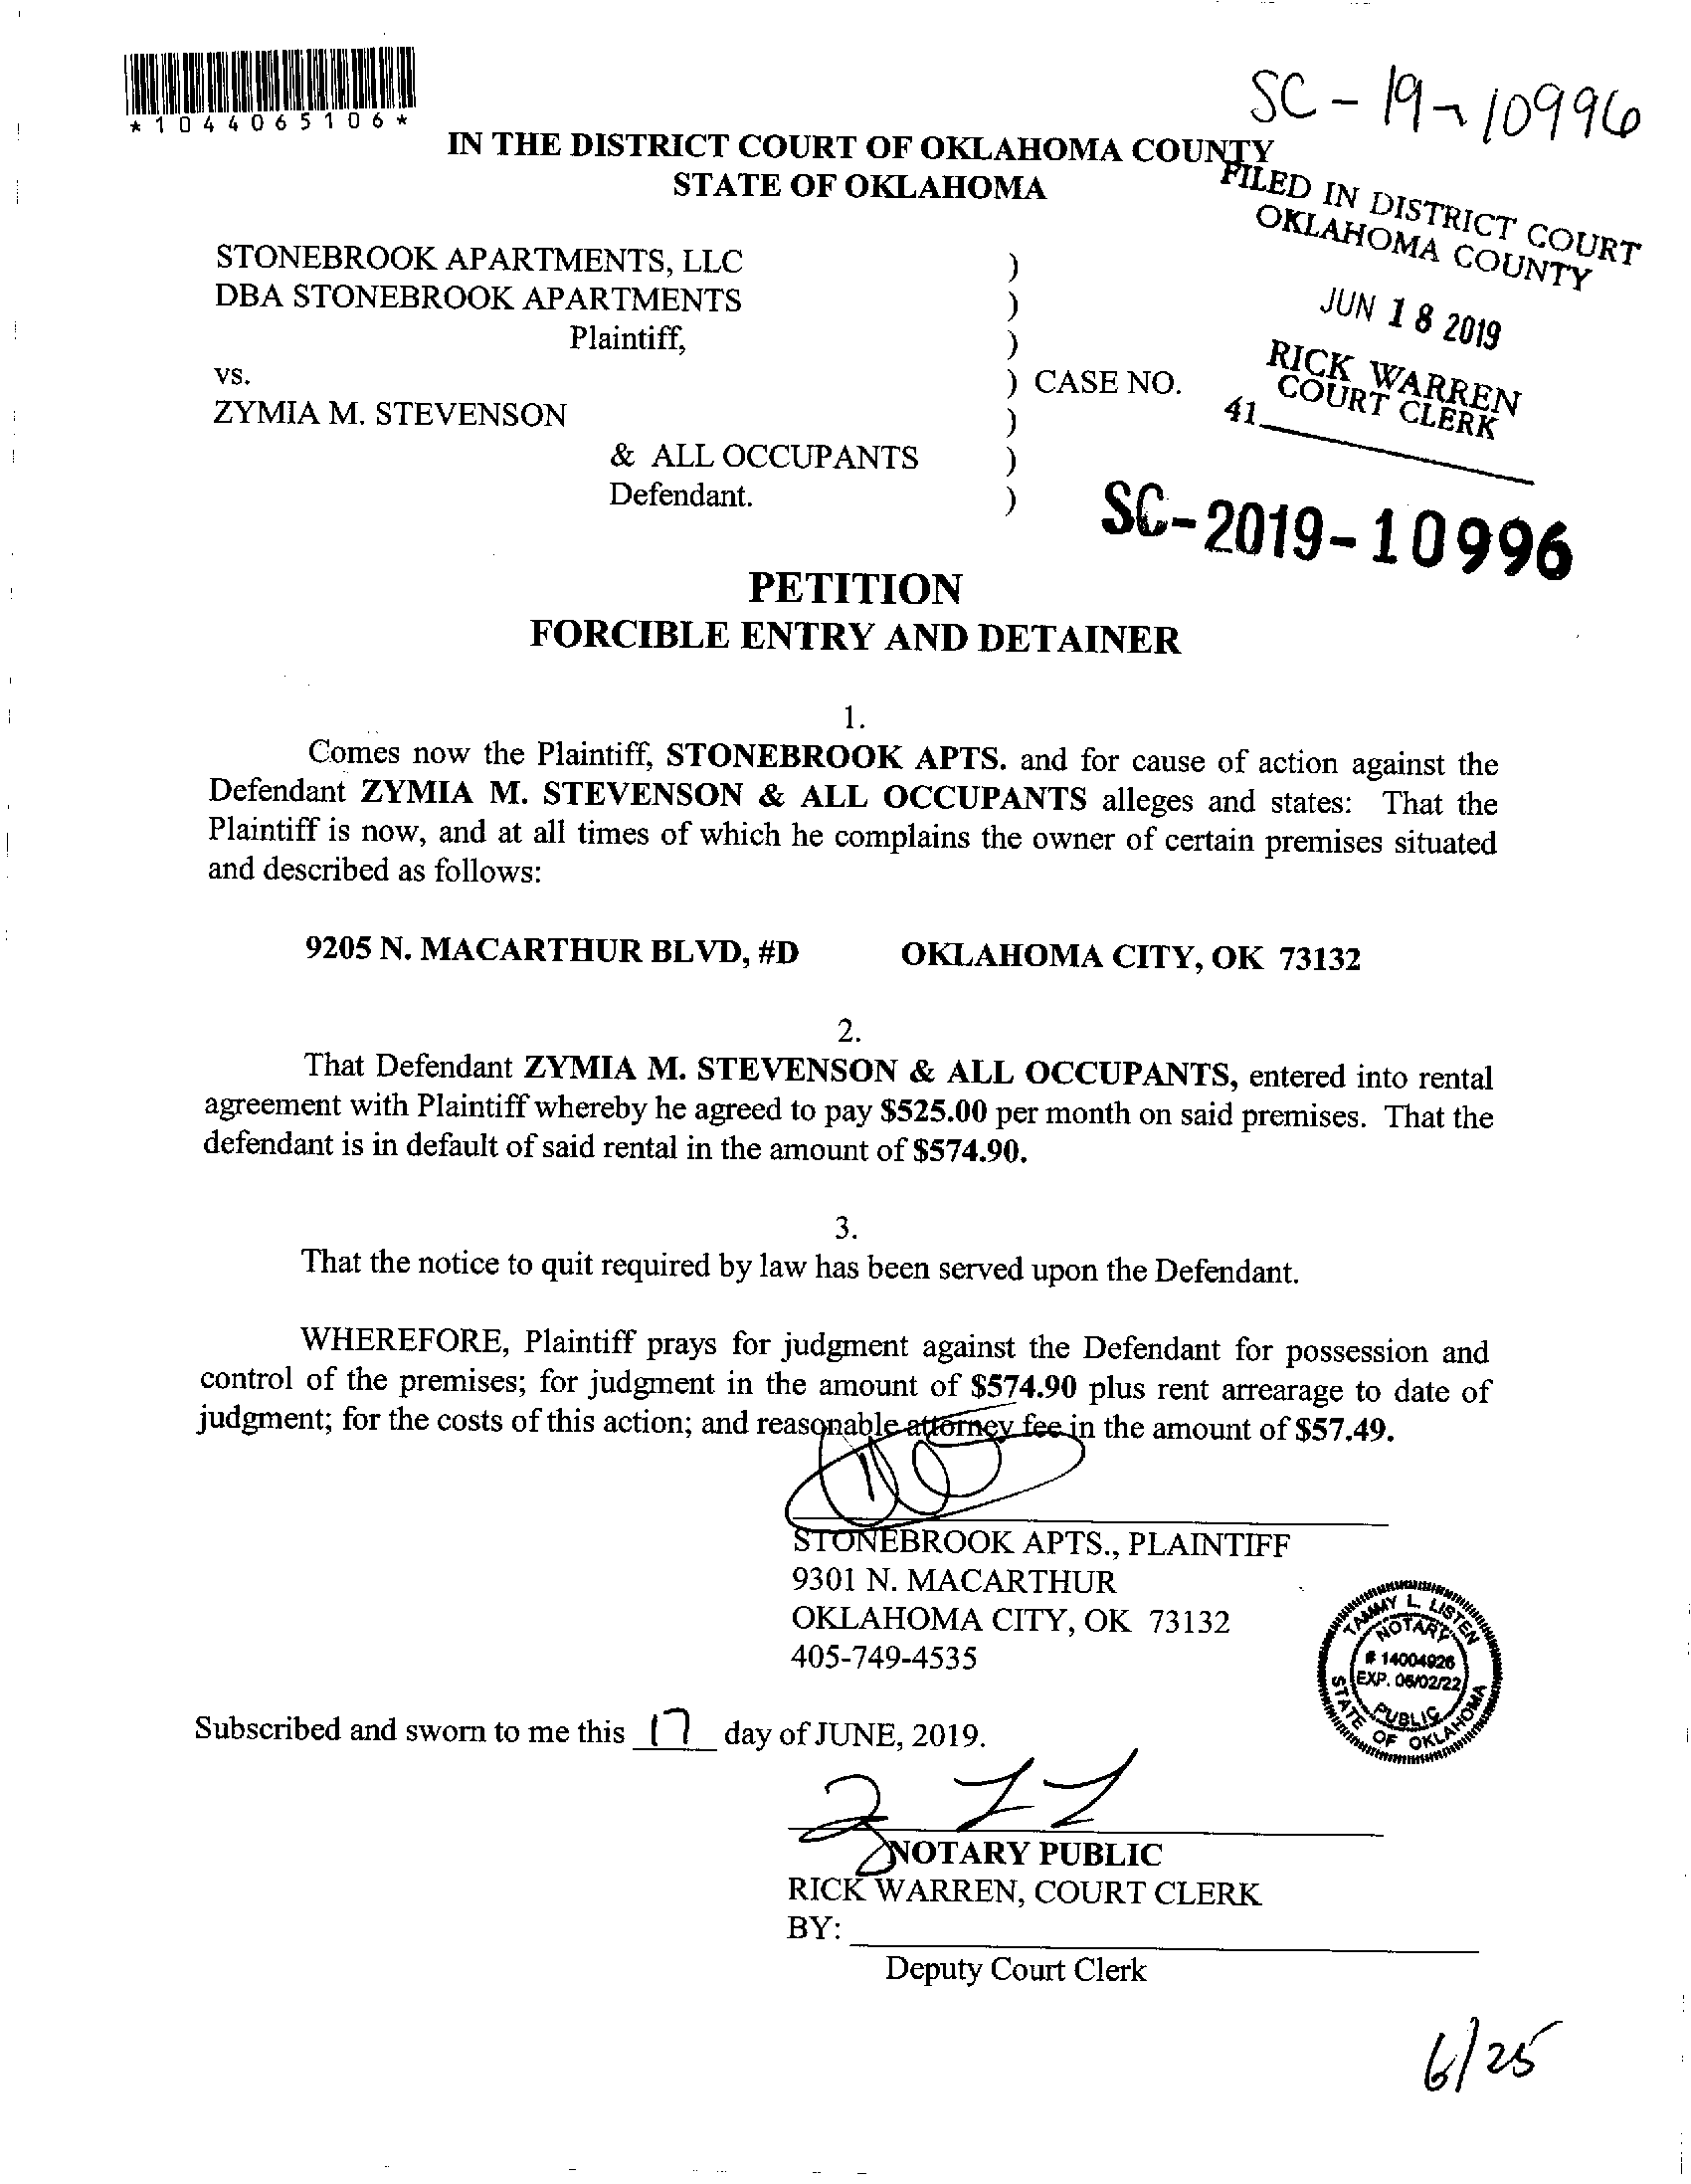 *1044065106*
SC-19-10996
IN THE DISTRICT COURT OF OKLAHOMA COUNTY
STATE OF OKLAHOMA
FILED IN DISTRICT COURT
OKLAHOMA COUNTY
JUN 18 2019
RICK WARREN
COURT CLERK
41
STONEBROOK APARTMENTS, LLC )
DBA STONEBROOK APARTMENTS )
Plaintiff, )
vs. ) CASE NO.
ZYMIA M. STEVENSON )
& ALL OCCUPANTS )
Defendant. )
SC-2019-10996
PETITION
FORCIBLE ENTRY AND DETAINER
1.
Comes now the Plaintiff, STONEBROOK APTS. and for cause of action against the
Defendant ZYMIA M. STEVENSON & ALL OCCUPANTS alleges and states: That the
Plaintiff is now, and at all times of which he complains the owner of certain premises situated
and described as follows:
9205 N. MACARTHUR BLVD, #D OKLAHOMA CITY, OK 73132
2.
That Defendant ZYMIA M. STEVENSON & ALL OCCUPANTS, entered into rental
agreement with Plaintiff whereby he agreed to pay $525.00 per month on said premises. That the
defendant is in default of said rental in the amount of $574.90.
3.
That the notice to quit required by law has been served upon the Defendant.
WHEREFORE, Plaintiff prays for judgment against the Defendant for possession and
control of the premises; for judgment in the amount of $574.90 plus rent arrearage to date of
judgment; for the costs of this action; and reasonable attorney fee in the amount of $57.49.
STONEBROOK APTS., PLAINTIFF
9301 N. MACARTHUR
OKLAHOMA CITY, OK 73132
405-749-4535
TAMMY L. LISTEN
NOTARY
# 14004926
EXP. 06/02/22
PUBLIC
STATE OF OKLAHOMA
Subscribed and sworn to me this 17 day of JUNE, 2019.
NOTARY PUBLIC
RICK WARREN, COURT CLERK
BY:
Deputy Court Clerk
6/25